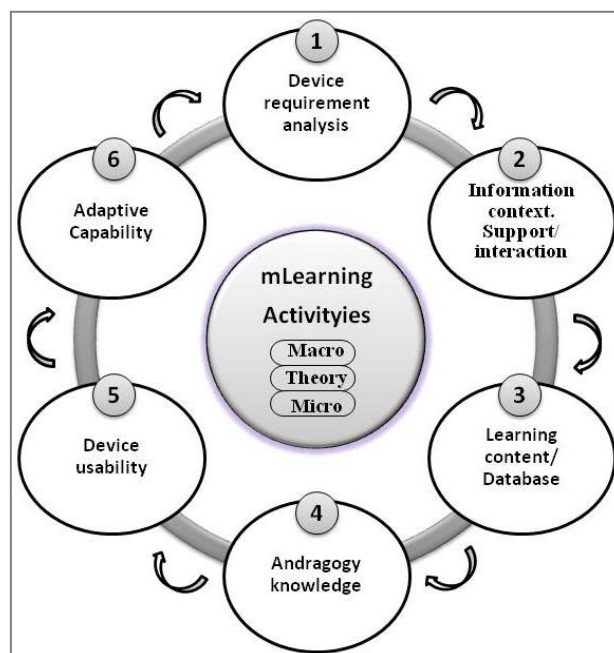 1
Device
requirement
analysis
2
Information
context.
Support/
interaction
3
Learning
content/
Database
4
Andragogy
knowledge
5
Device
usability
6
Adaptive
Capability
mLearning
Activityies
Macro
Theory
Micro